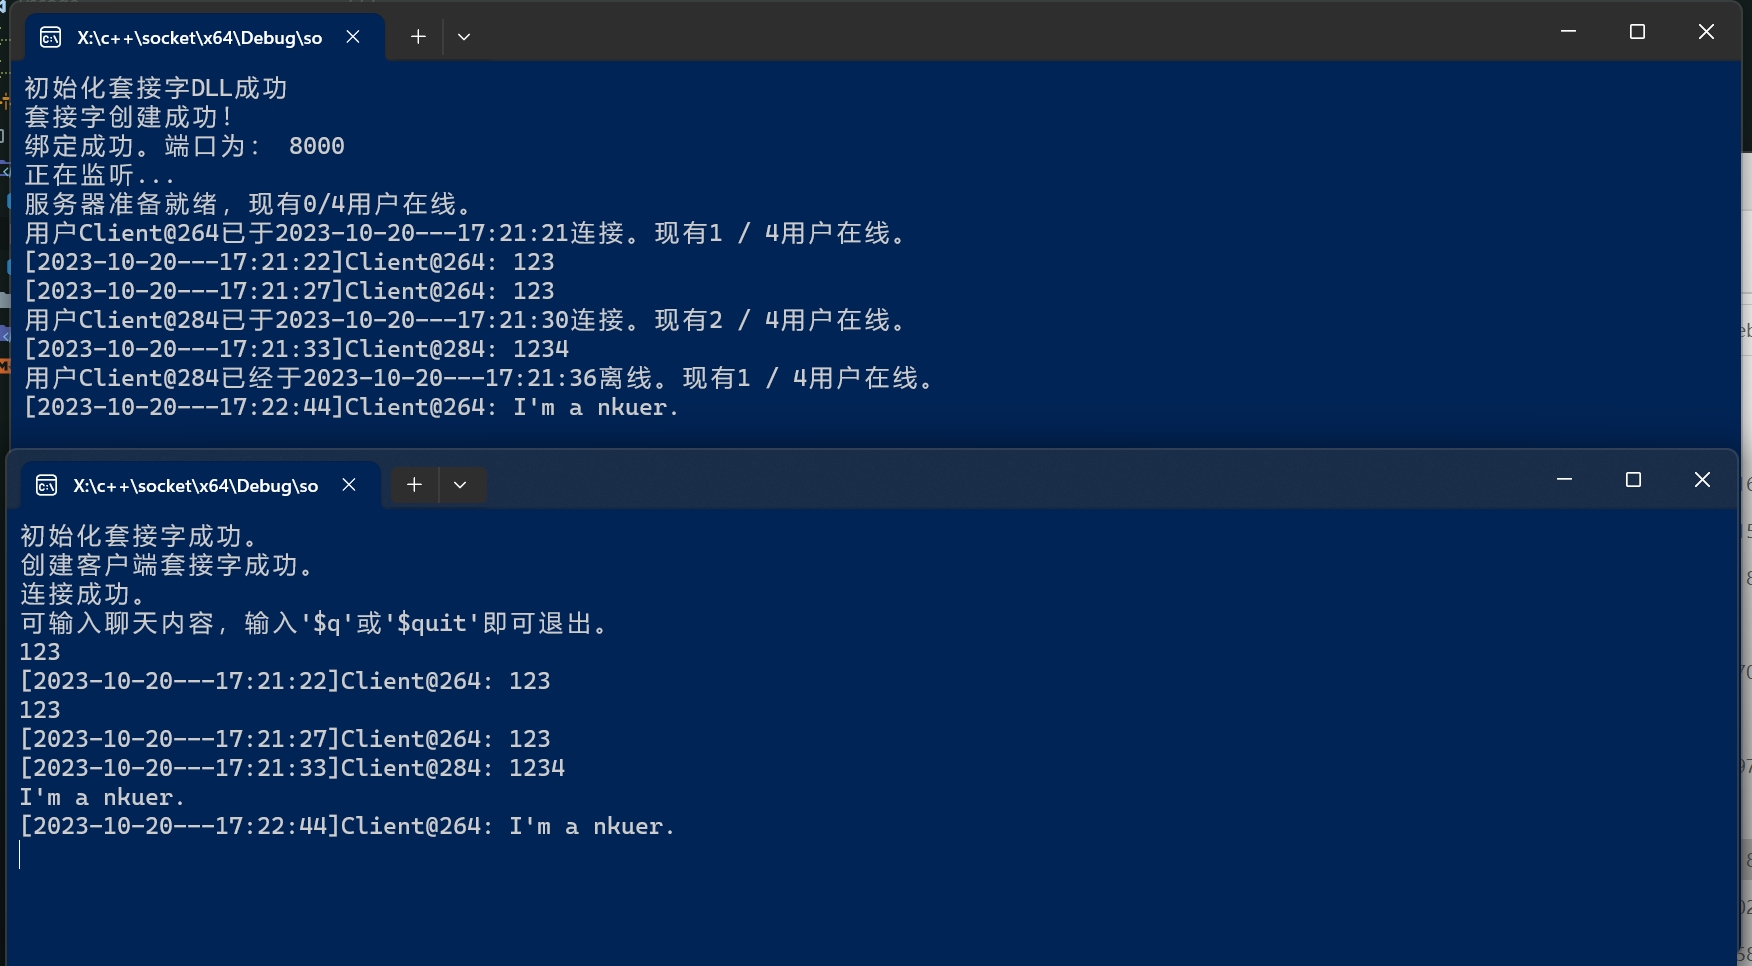 X:\c++\socket\x64\Debug\so
初始化套接字DLL成功
套接字创建成功!
绑定成功。端口为: 8000
正在监听...
服务器准备就绪，现有0/4用户在线。
用户Client@264已于2023-10-20---17:21:21连接。现有1 / 4用户在线。
[2023-10-20---17:21:22]Client@264: 123
[2023-10-20---17:21:27]Client@264: 123
用户Client@284已于2023-10-20---17:21:30连接。现有2 / 4用户在线。
[2023-10-20---17:21:33]Client@284: 1234
用户Client@284已经于2023-10-20---17:21:36离线。现有1 / 4用户在线。
[2023-10-20---17:22:44]Client@264: I'm a nkuer.
X:\c++\socket\x64\Debug\so
初始化套接字成功。
创建客户端套接字成功。
连接成功。
可输入聊天内容，输入'$q'或'$quit'即可退出。
123
[2023-10-20---17:21:22]Client@264: 123
123
[2023-10-20---17:21:27]Client@264: 123
[2023-10-20---17:21:33]Client@284: 1234
I'm a nkuer.
[2023-10-20---17:22:44]Client@264: I'm a nkuer.